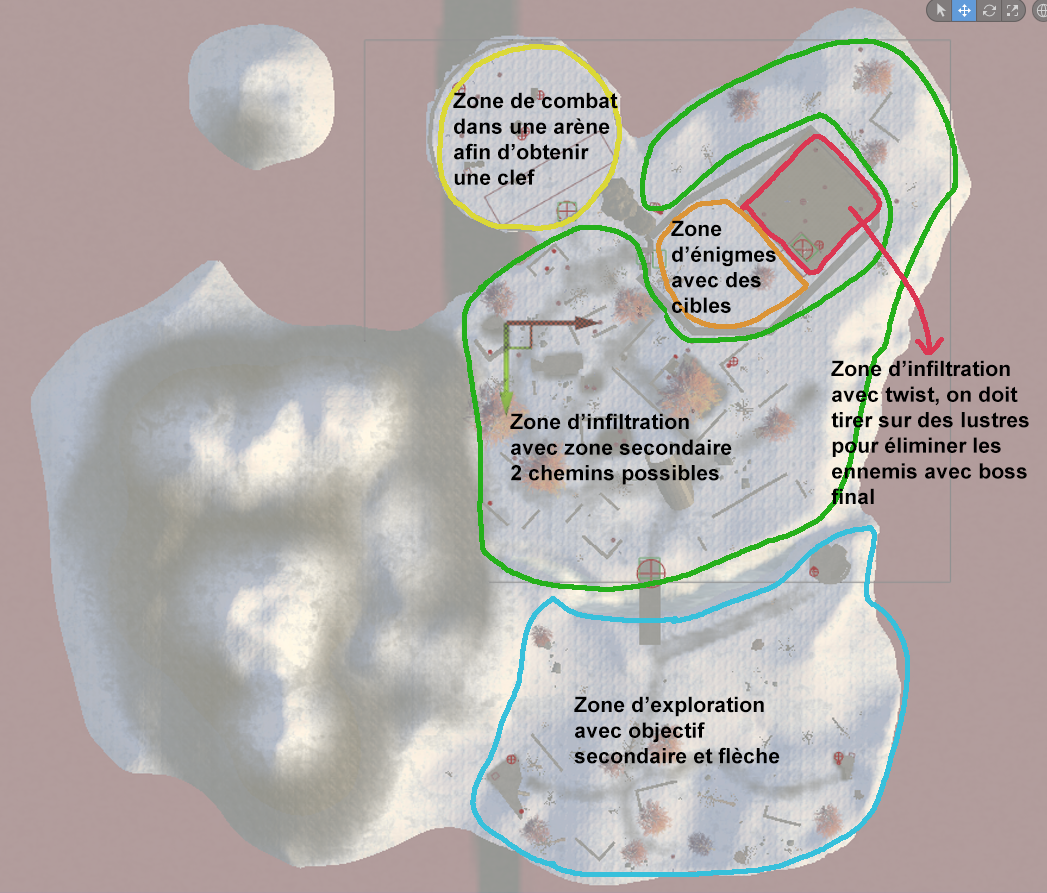 Zone de combat
dans une arène
afin d'obtenir
une clef
Zone
d'énigmes
avec des
cibles
Zone d'infiltration
avec twist, on doit
tirer sur des lustres
pour éliminer les
ennemis avec boss
final
Zone d'infiltration
avec zone secondaire
2 chemins possibles
Zone d'exploration
avec objectif
secondaire et flèche